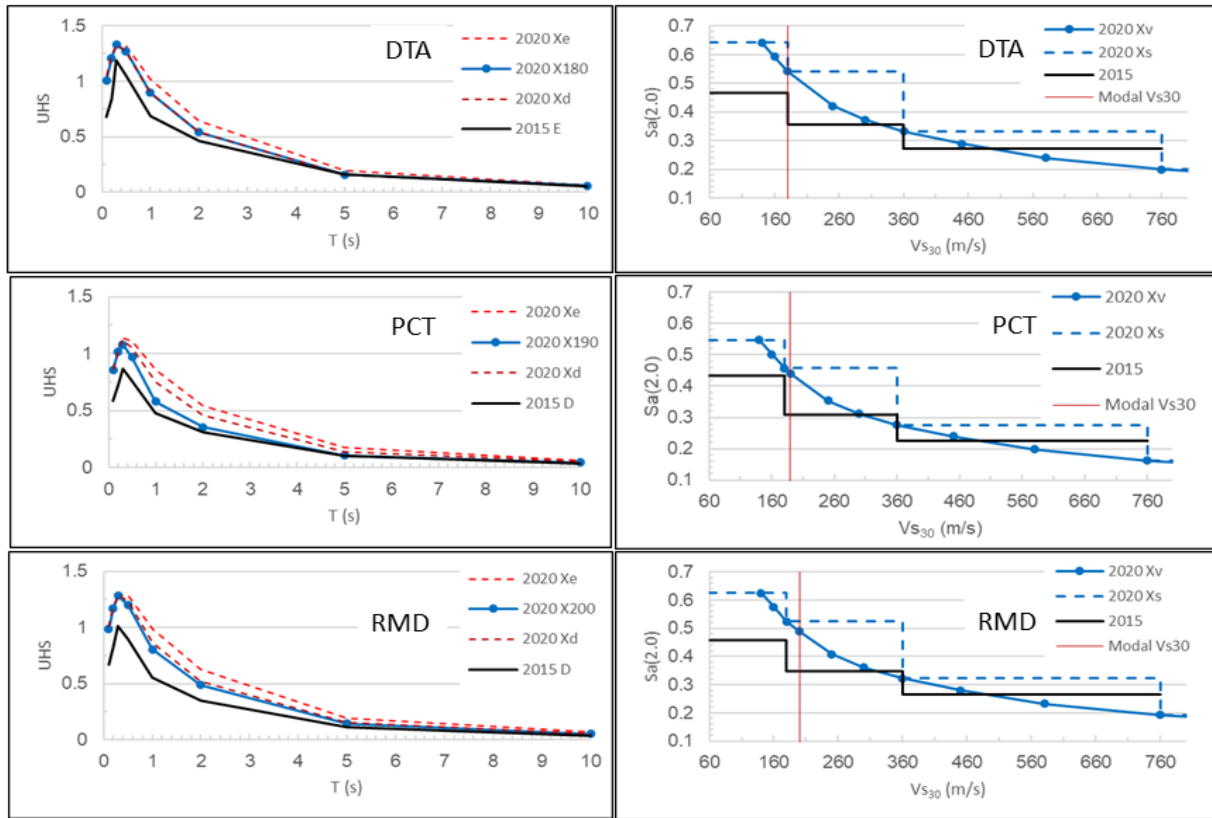 DTA
1.5
1
0.5
0
UHS
0 1 2 3 4 5 6 7 8 9 10
T (s)
2020 Xe
2020 X180
2020 Xd
2015 E
DTA
0.7
0.6
0.5
0.4
0.3
0.2
0.1
Sa(2.0)
60 160 260 360 460 560 660 760
Vs30 (m/s)
2020 Xv
2020 Xs
2015
Modal Vs30
PCT
1.5
1
0.5
0
UHS
0 1 2 3 4 5 6 7 8 9 10
T (s)
2020 Xe
2020 X190
2020 Xd
2015 D
PCT
0.7
0.6
0.5
0.4
0.3
0.2
0.1
Sa(2.0)
60 160 260 360 460 560 660 760
Vs30 (m/s)
2020 Xv
2020 Xs
2015
Modal Vs30
RMD
1.5
1
0.5
0
UHS
0 1 2 3 4 5 6 7 8 9 10
T (s)
2020 Xe
2020 X200
2020 Xd
2015 D
RMD
0.7
0.6
0.5
0.4
0.3
0.2
0.1
Sa(2.0)
60 160 260 360 460 560 660 760
Vs30 (m/s)
2020 Xv
2020 Xs
2015
Modal Vs30